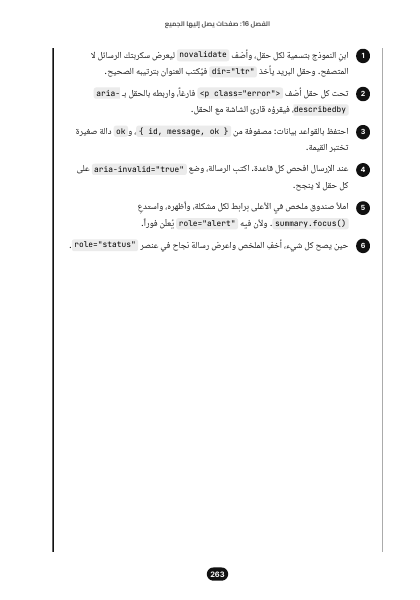 الفصل 16: صفحات يصل إليها الجميع
1 ابنِ النموذج بتسمية لكل حقل، وأضف novalidate ليعرض سكريبتك الرسائل لا
المتصفح. وحقل البريد يأخذ dir="ltr" فيُكتب العنوان بترتيبه الصحيح.
2 تحت كل حقل أضف <p class="error"> فارغاً، واربطه بالحقل بـ aria-
describedby، فيقرؤه قارئ الشاشة مع الحقل.
3 احتفظ بالقواعد بيانات: مصفوفة من { id, message, ok }، و ok دالة صغيرة
تختبر القيمة.
4 عند الإرسال افحص كل قاعدة. اكتب الرسالة، وضع aria-invalid="true" على
كل حقل لا ينجح.
5 املأ صندوق ملخص في الأعلى برابط لكل مشكلة، وأظهره، واستدعِ
summary.focus(). ولأن فيه role="alert" يُعلَن فوراً.
6 حين يصح كل شيء، أخفِ الملخص واعرض رسالة نجاح في عنصر role="status".
263